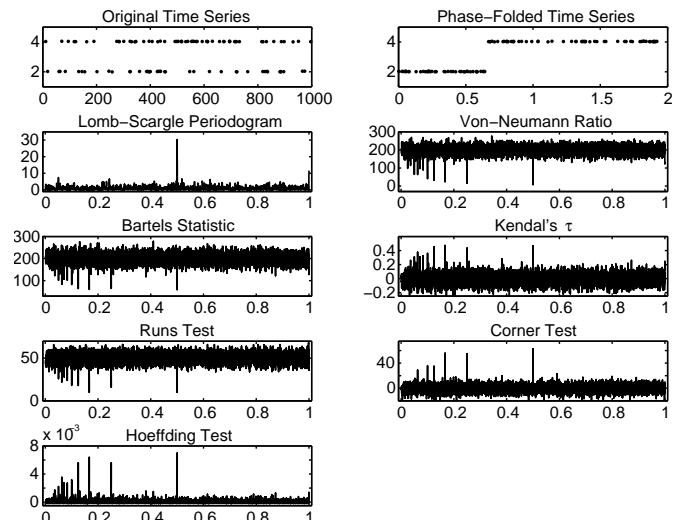 Original Time Series
4
2
0 200 400 600 800 1000
Phase−Folded Time Series
4
2
0 0.5 1 1.5 2
Lomb−Scargle Periodogram
30
20
10
0
0 0.2 0.4 0.6 0.8 1
Von−Neumann Ratio
300
200
100
0
0 0.2 0.4 0.6 0.8 1
Bartels Statistic
300
200
100
0 0.2 0.4 0.6 0.8 1
Kendal's τ
0.4
0.2
0
−0.2
0 0.2 0.4 0.6 0.8 1
Runs Test
50
0
0 0.2 0.4 0.6 0.8 1
Corner Test
40
0
0 0.2 0.4 0.6 0.8 1
x 10−3
Hoeffding Test
8
4
0
0 0.2 0.4 0.6 0.8 1